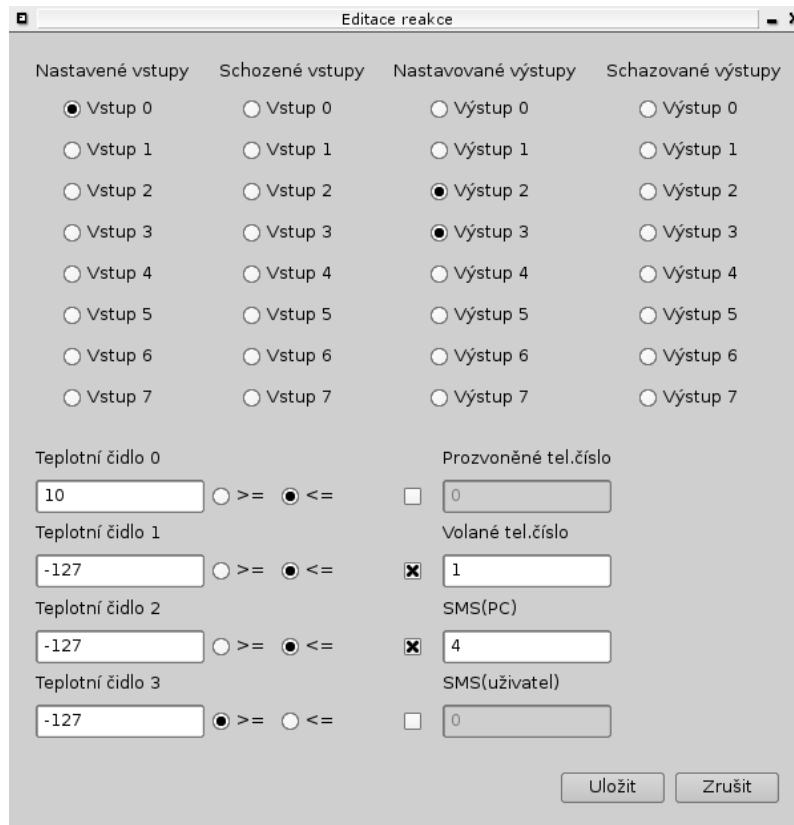 Editace reakce
Nastavené vstupy Schozené vstupy Nastavované výstupy Schazované výstupy
Vstup 0 Vstup 0 Výstup 0 Výstup 0
Vstup 1 Vstup 1 Výstup 1 Výstup 1
Vstup 2 Vstup 2 Výstup 2 Výstup 2
Vstup 3 Vstup 3 Výstup 3 Výstup 3
Vstup 4 Vstup 4 Výstup 4 Výstup 4
Vstup 5 Vstup 5 Výstup 5 Výstup 5
Vstup 6 Vstup 6 Výstup 6 Výstup 6
Vstup 7 Vstup 7 Výstup 7 Výstup 7
Teplotní čidlo 0 Prozvoněné tel.číslo
10 >= <= 0
Teplotní čidlo 1 Volané tel.číslo
-127 >= <= 1
Teplotní čidlo 2 SMS(PC)
-127 >= <= 4
Teplotní čidlo 3 SMS(uživatel)
-127 >= <= 0
Uložit Zrušit